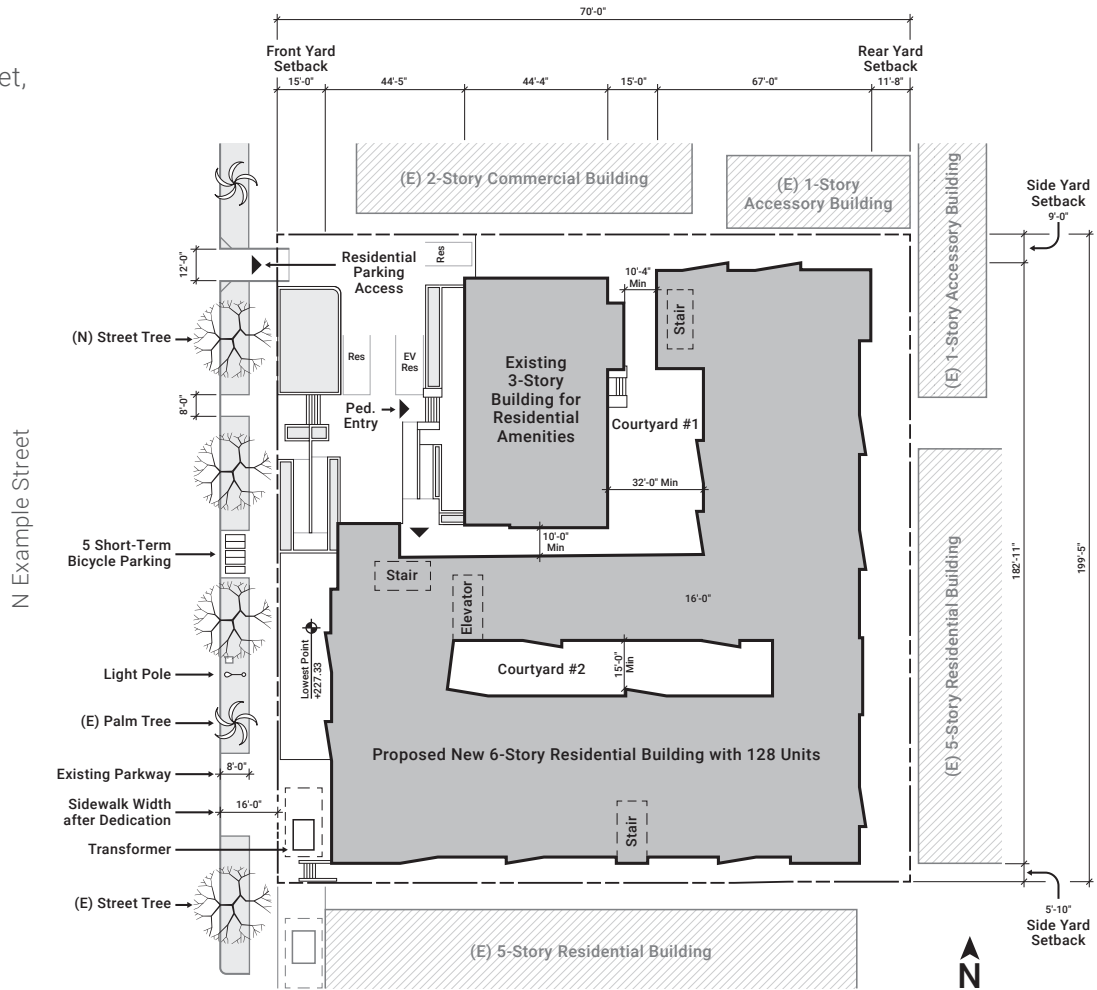 70'-0"
et,
Front Yard
Setback
Rear Yard
Setback
15'-0"
44'-5"
44'-4"
15'-0"
67'-0"
11'-8"
(E) 2-Story Commercial Building
(E) 1-Story
Accessory Building
(E) 1-Story Accessory Building
Side Yard
Setback
9'-0"
12'-0"
Residential
Parking
Access
Res
10'-4"
Min
Stair
(N) Street Tree
Res
EV
Res
Existing
3-Story
Building for
Residential
Amenities
8'-0"
Ped.
Entry
Courtyard #1
32'-0" Min
N Example Street
5 Short-Term
Bicycle Parking
10'-0"
Min
Stair
Elevator
16'-0"
(E) 5-Story Residential Building
182'-11"
199'-5"
Lowest Point
+227.33
Light Pole
Courtyard #2
15'-0"
Min
(E) Palm Tree
Proposed New 6-Story Residential Building with 128 Units
Existing Parkway
8'-0"
Sidewalk Width
after Dedication
16'-0"
Stair
Transformer
(E) Street Tree
5'-10"
Side Yard
Setback
(E) 5-Story Residential Building
N